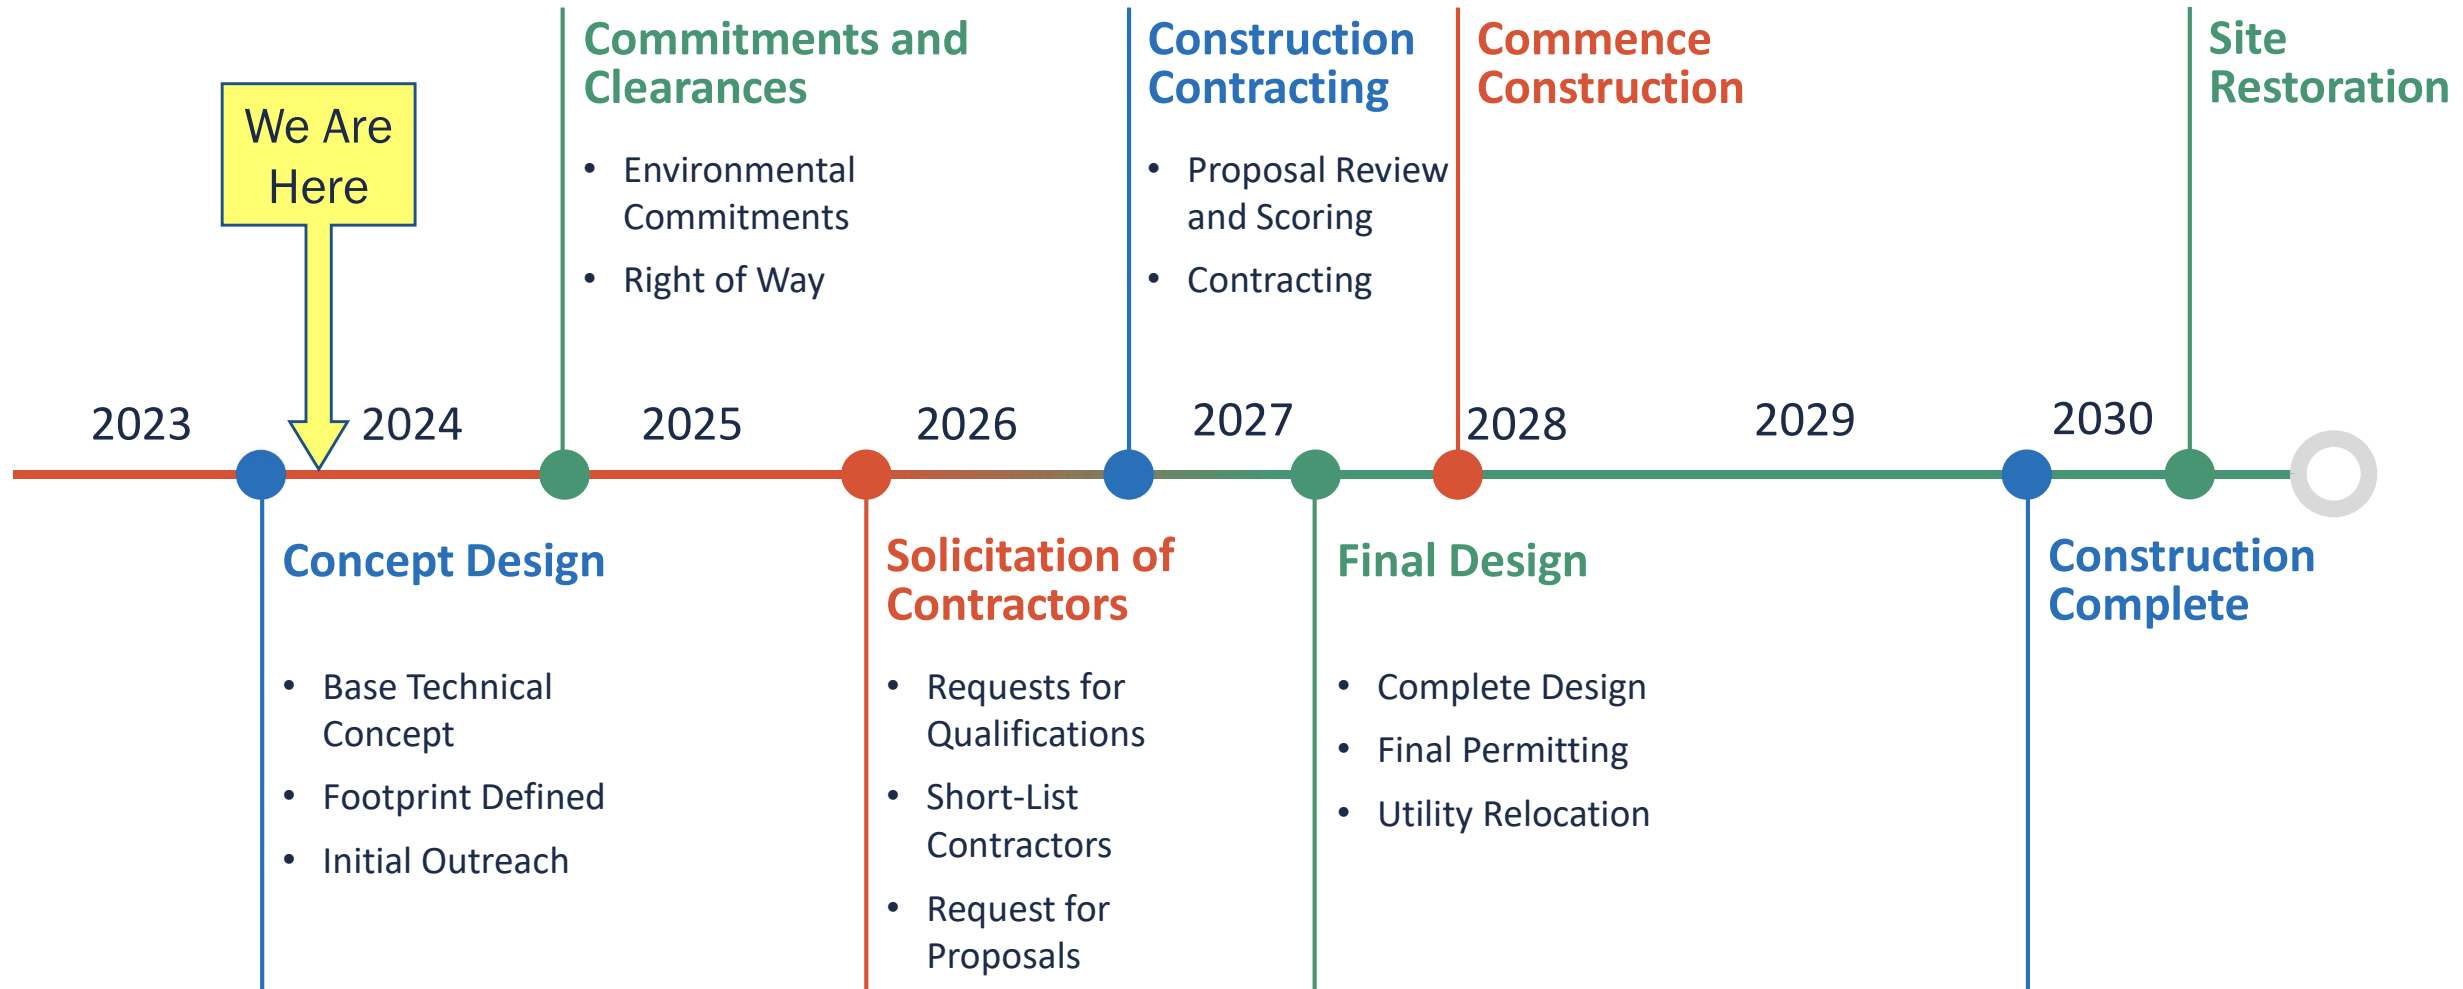 We Are
Here
Commitments and
Clearances
• Environmental
Commitments
• Right of Way
Construction
Contracting
• Proposal Review
and Scoring
• Contracting
Commence
Construction
Site
Restoration
2023
2024
2025
2026
2027
2028
2029
2030
Concept Design
• Base Technical
Concept
• Footprint Defined
• Initial Outreach
Solicitation of
Contractors
• Requests for
Qualifications
• Short-List
Contractors
• Request for
Proposals
Final Design
• Complete Design
• Final Permitting
• Utility Relocation
Construction
Complete